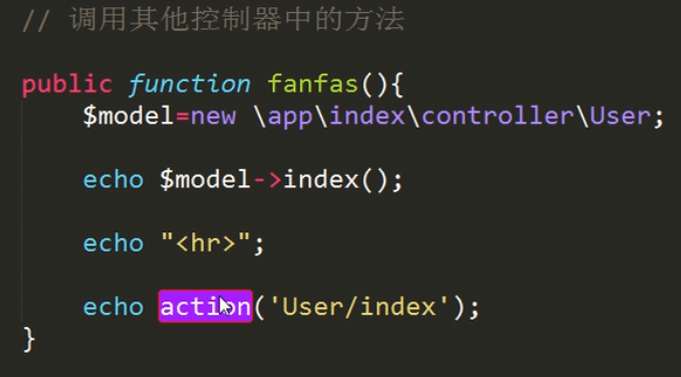 // 调用其他控制器中的方法
public function fanfas(){
$model=new \app\index\controller\User;
echo $model->index();
echo "<hr>";
echo action('User/index');
}